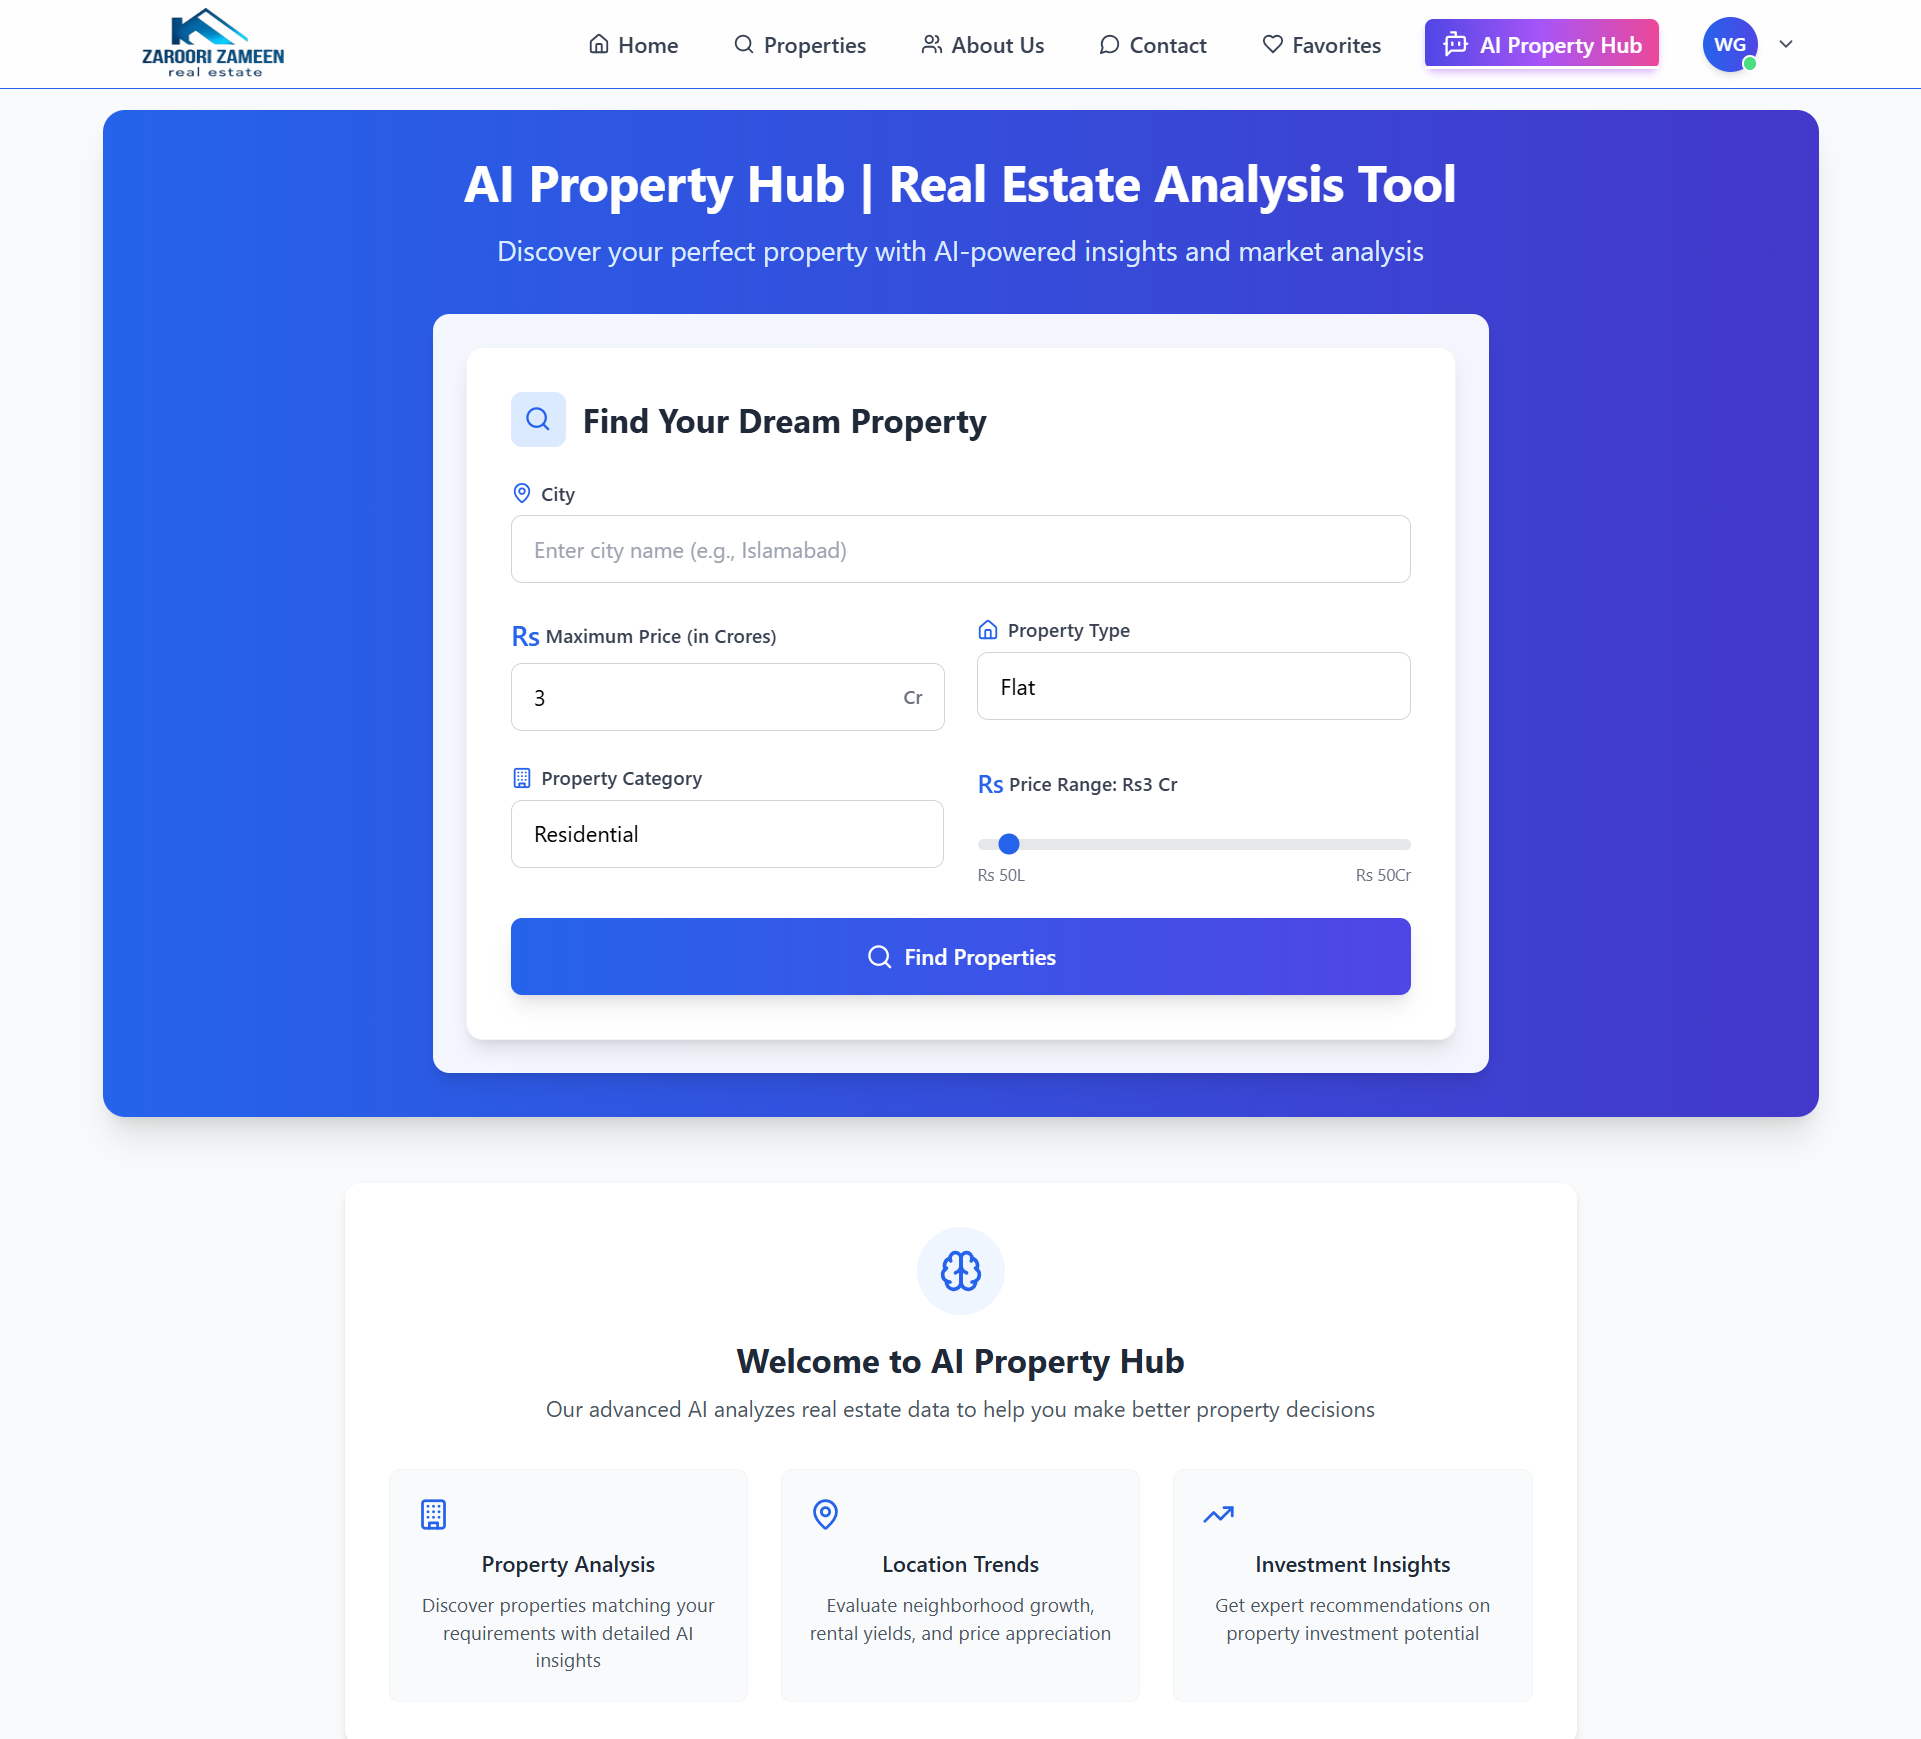 ZAROORI ZAMEEN
real estate
Home
Properties
About Us
Contact
Favorites
AI Property Hub
WG
AI Property Hub | Real Estate Analysis Tool
Discover your perfect property with AI-powered insights and market analysis
Find Your Dream Property
City
Enter city name (e.g., Islamabad)
Rs Maximum Price (in Crores)
3 Cr
Property Type
Flat
Property Category
Residential
Rs Price Range: Rs3 Cr
Rs 50L
Rs 50Cr
Find Properties
Welcome to AI Property Hub
Our advanced AI analyzes real estate data to help you make better property decisions
Property Analysis
Discover properties matching your
requirements with detailed AI
insights
Location Trends
Evaluate neighborhood growth,
rental yields, and price appreciation
Investment Insights
Get expert recommendations on
property investment potential